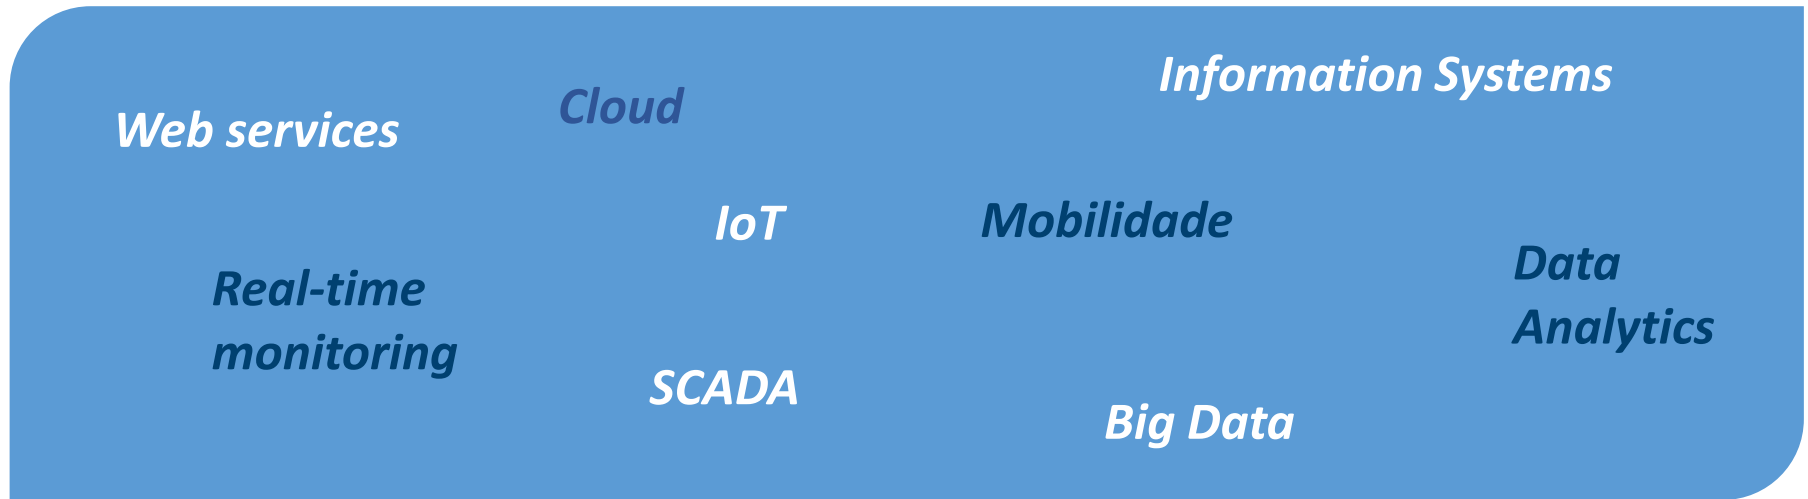 Information Systems
Cloud
Web services
IoT
Mobilidade
Real-time
monitoring
Data
Analytics
SCADA
Big Data